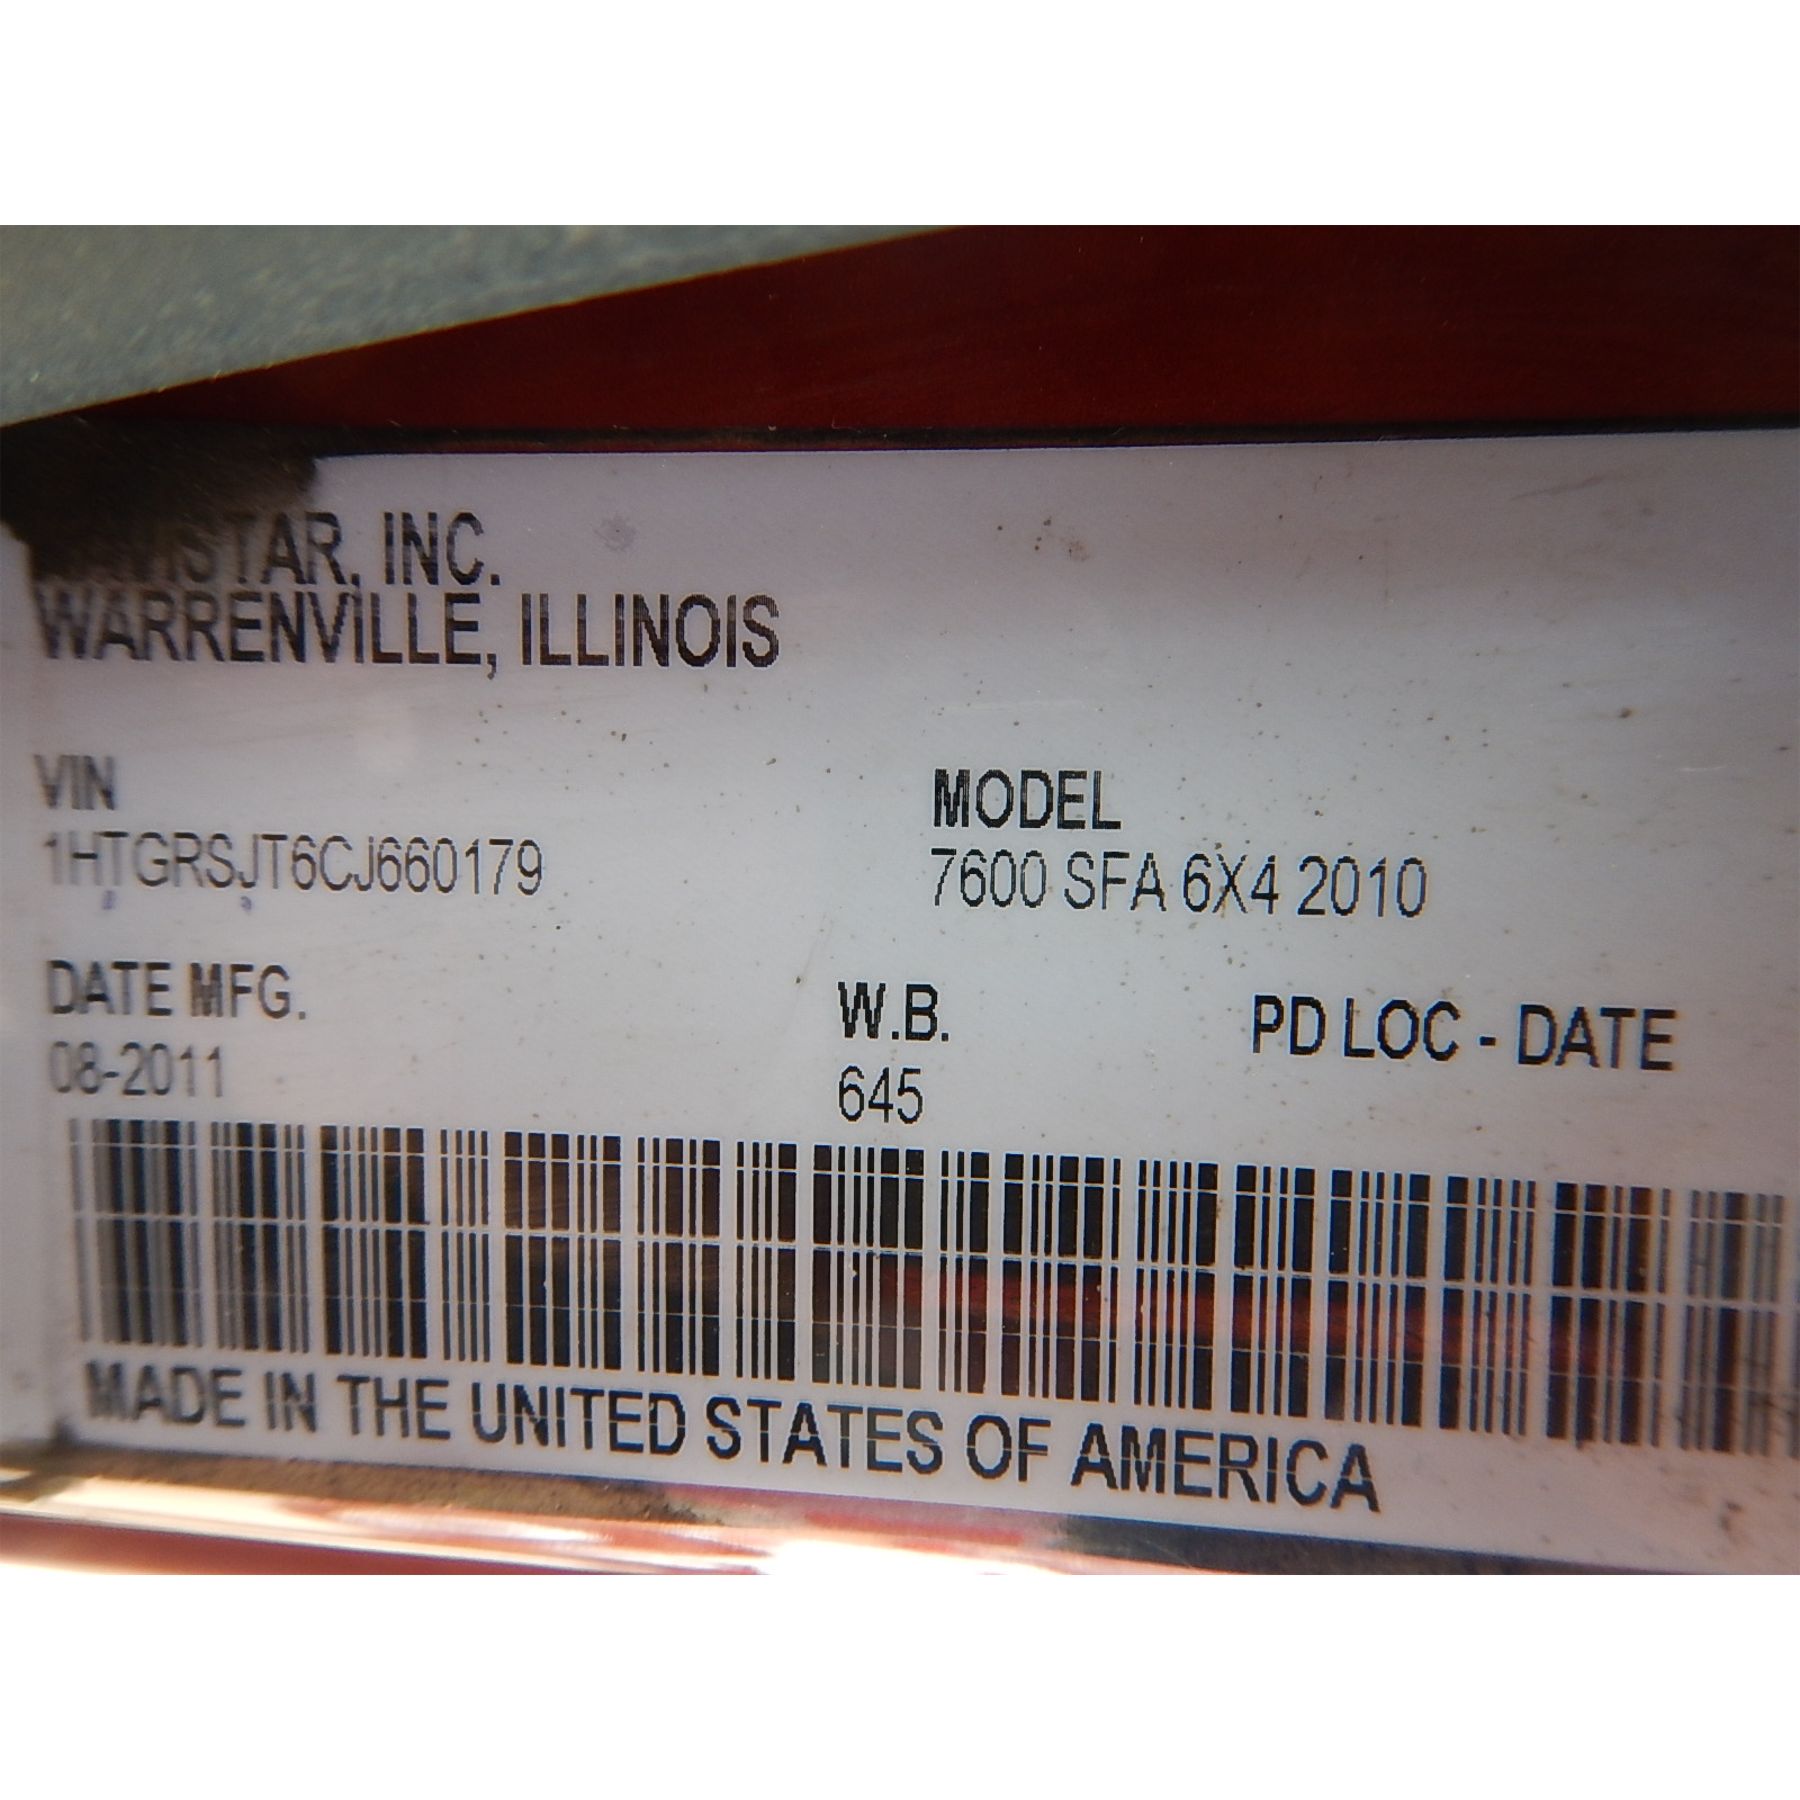 NAVISTAR, INC.
WARRENVILLE, ILLINOIS
VIN
1HTGRSJT6CJ660179
MODEL
7600 SFA 6X4 2010
DATE MFG.
08-2011
W.B.
645
PD LOC - DATE
MADE IN THE UNITED STATES OF AMERICA